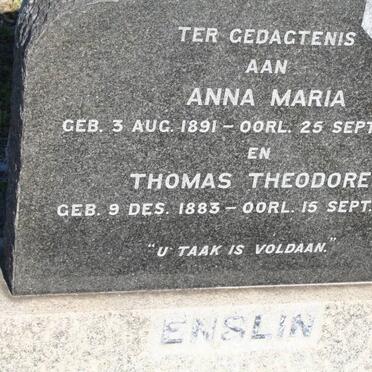 TER GEDAGTENIS
AAN
ANNA MARIA
GEB. 3 AUG. 1891 – OORL. 25 SEPT
EN
THOMAS THEODORE
GEB. 9 DES. 1883 – OORL. 15 SEPT.
"U TAAK IS VOLDAAN."
ENSLIN